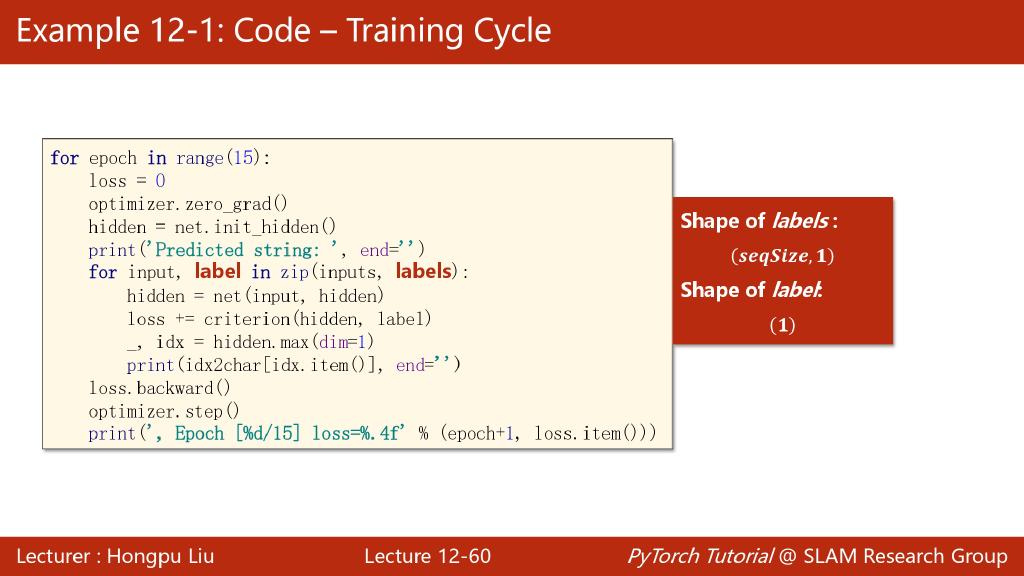 Example 12-1: Code – Training Cycle
for epoch in range(15):
    loss = 0
    optimizer.zero_grad()
    hidden = net.init_hidden()
    print('Predicted string: ', end='')
    for input, label in zip(inputs, labels):
        hidden = net(input, hidden)
        loss += criterion(hidden, label)
        _, idx = hidden.max(dim=1)
        print(idx2char[idx.item()], end='')
    loss.backward()
    optimizer.step()
    print(', Epoch [%d/15] loss=%.4f' % (epoch+1, loss.item()))
Shape of labels:
(seqSize, 1)
Shape of label:
(1)
Lecturer : Hongpu Liu
Lecture 12-60
PyTorch Tutorial @ SLAM Research Group